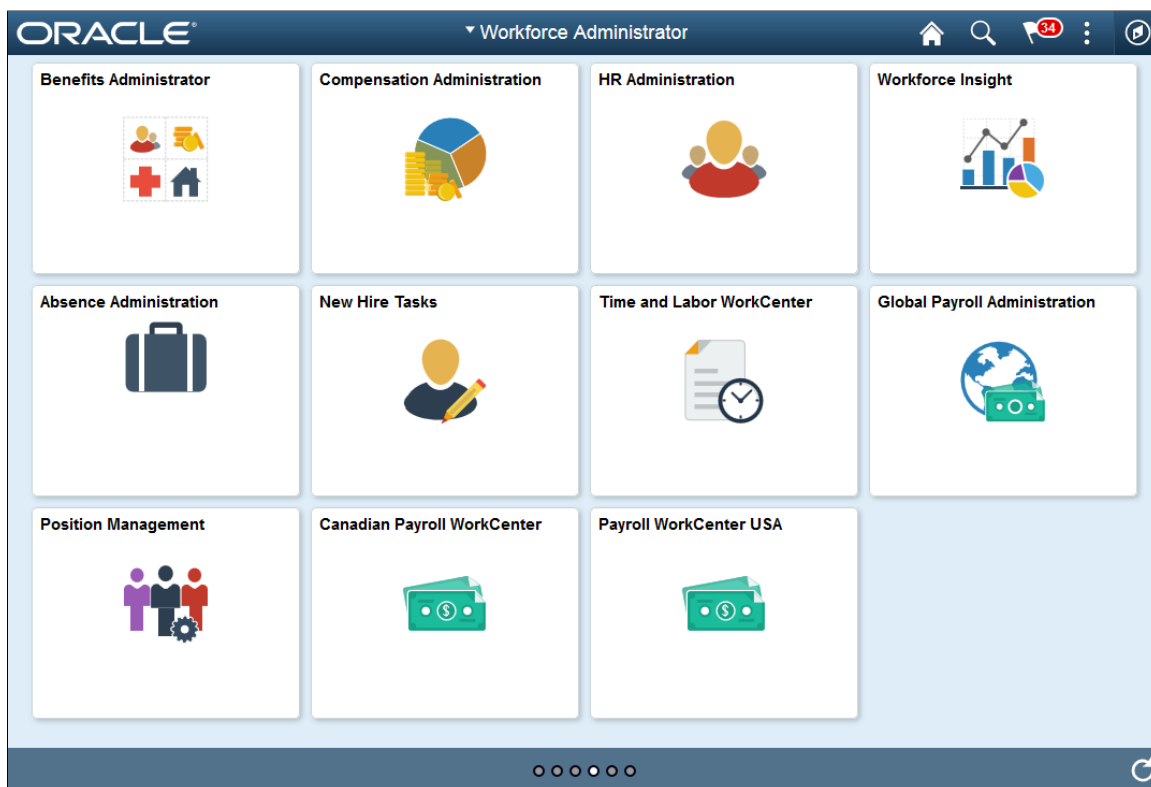 ORACLE®
Workforce Administrator
34
Benefits Administrator
Compensation Administration
HR Administration
Workforce Insight
Absence Administration
New Hire Tasks
Time and Labor WorkCenter
Global Payroll Administration
Position Management
Canadian Payroll WorkCenter
Payroll WorkCenter USA